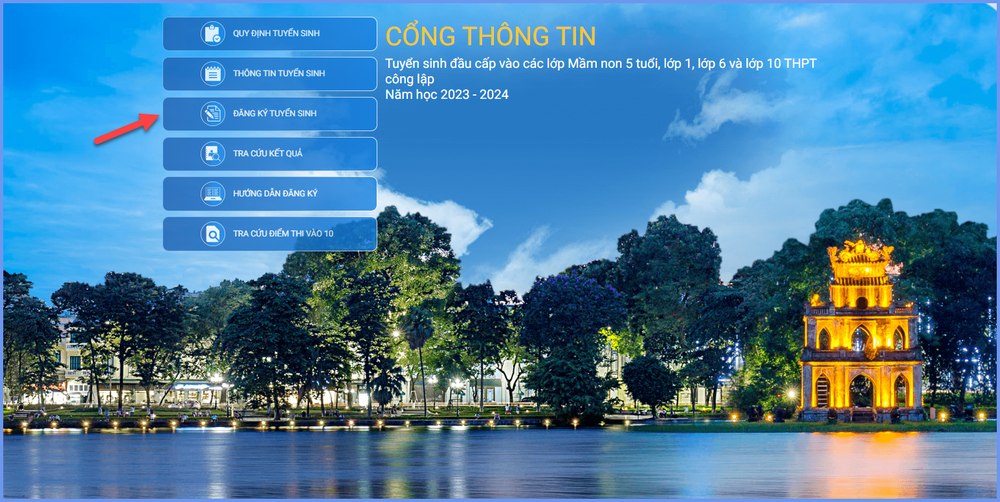 QUY ĐỊNH TUYỂN SINH
THÔNG TIN TUYỂN SINH
ĐĂNG KÝ TUYỂN SINH
TRA CỨU KẾT QUẢ
HƯỚNG DẪN ĐĂNG KÝ
TRA CỨU ĐIỂM THI VÀO 10
CỔNG THÔNG TIN
Tuyển sinh đầu cấp vào các lớp Mầm non 5 tuổi, lớp 1, lớp 6 và lớp 10 THPT
công lập
Năm học 2023 - 2024